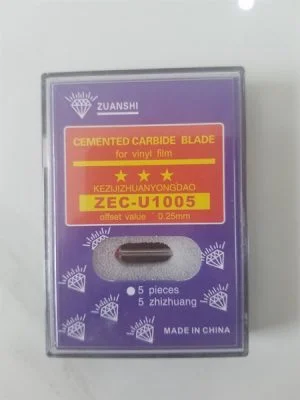 ZUANSHI
CEMENTED CARBIDE BLADE
for vinyl film
★ ★ ★
KEZIJIZHUANYONGDAO
ZEC-U1005
offset value 0.25mm
5 pieces
5 zhizhuang
MADE IN CHINA